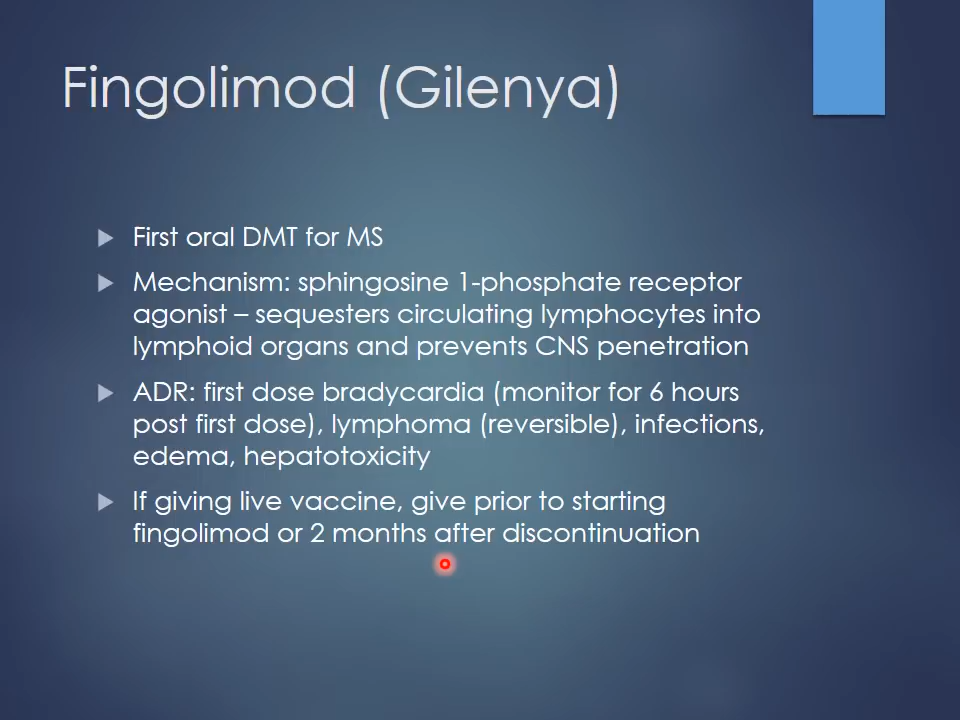 Fingolimod (Gilenya)
First oral DMT for MS
Mechanism: sphingosine 1-phosphate receptor
agonist – sequesters circulating lymphocytes into
lymphoid organs and prevents CNS penetration
ADR: first dose bradycardia (monitor for 6 hours
post first dose), lymphoma (reversible), infections,
edema, hepatotoxicity
If giving live vaccine, give prior to starting
fingolimod or 2 months after discontinuation